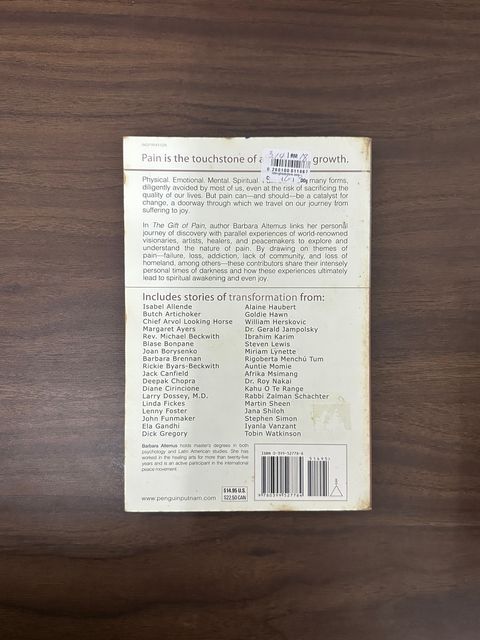 INSPIRATION
Pain is the touchstone of a growth.
Physical. Emotional. Mental. Spiritual. many forms,
diligently avoided by most of us, even at the risk of sacrificing the
quality of our lives. But pain can—and should—be a catalyst for
change, a doorway through which we travel on our journey from
suffering to joy.
In The Gift of Pain, author Barbara Altemus links her personal
journey of discovery with parallel experiences of world-renowned
visionaries, artists, healers, and peacemakers to explore and
understand the nature of pain. By drawing on themes of
pain—failure, loss, addiction, lack of community, and loss of
homeland, among others—these contributors share their intensely
personal times of darkness and how these experiences ultimately
lead to spiritual awakening and even joy.
Includes stories of transformation from:
Isabel Allende
Butch Artichoker
Chief Arvol Looking Horse
Margaret Ayers
Rev. Michael Beckwith
Blase Bonpane
Joan Borysenko
Barbara Brennan
Rickie Byars-Beckwith
Jack Canfield
Deepak Chopra
Diane Cirincione
Larry Dossey, M.D.
Linda Fickes
Lenny Foster
John Funmaker
Ela Gandhi
Dick Gregory
Alaine Haubert
Goldie Hawn
William Herskovic
Dr. Gerald Jampolsky
Ibrahim Karim
Steven Lewis
Miriam Lynette
Rigoberta Menchú Tum
Auntie Momie
Afrika Msimang
Dr. Roy Nakai
Kahu O Te Range
Rabbi Zalman Schachter
Martin Sheen
Jana Shiloh
Stephen Simon
Iyanla Vanzant
Tobin Watkinson
Barbara Altemus holds master's degrees in both
psychology and Latin American studies. She has
worked in the healing arts for more than twenty-five
years and is an active participant in the international
peace movement.
www.penguinputnam.com
$14.95 U.S.
$22.50 CAN
ISBN 0-399-52778-6
51495
9 780399 527784